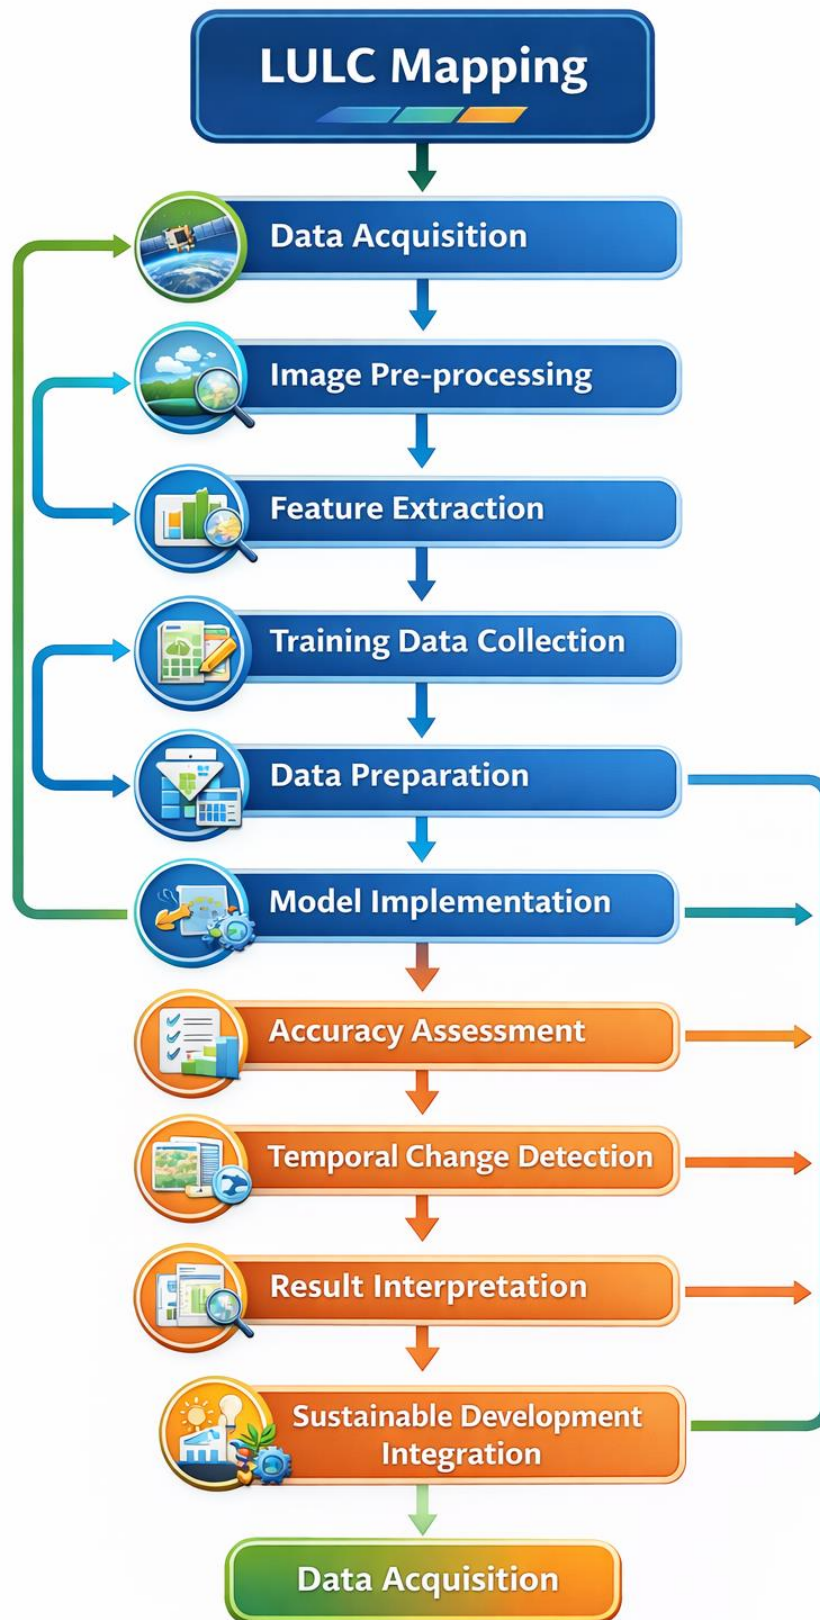 LULC Mapping
Data Acquisition
Image Pre-processing
Feature Extraction
Training Data Collection
Data Preparation
Model Implementation
Accuracy Assessment
Temporal Change Detection
Result Interpretation
Sustainable Development
Integration
Data Acquisition